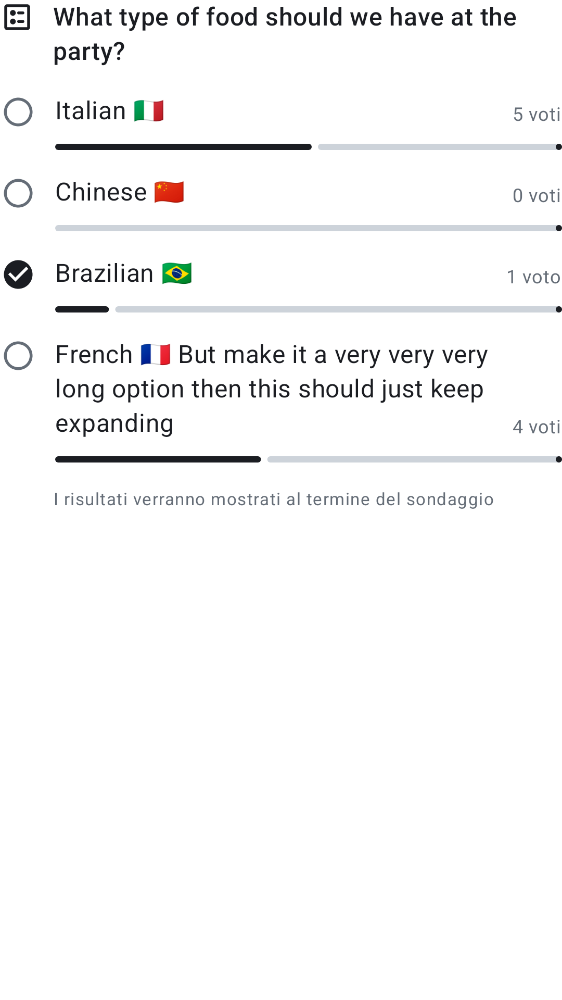 What type of food should we have at the
party?
Italian 🇮🇹
5 voti
Chinese 🇨🇳
0 voti
Brazilian 🇧🇷
1 voto
French 🇫🇷 But make it a very very very
long option then this should just keep
expanding
4 voti
I risultati verranno mostrati al termine del sondaggio